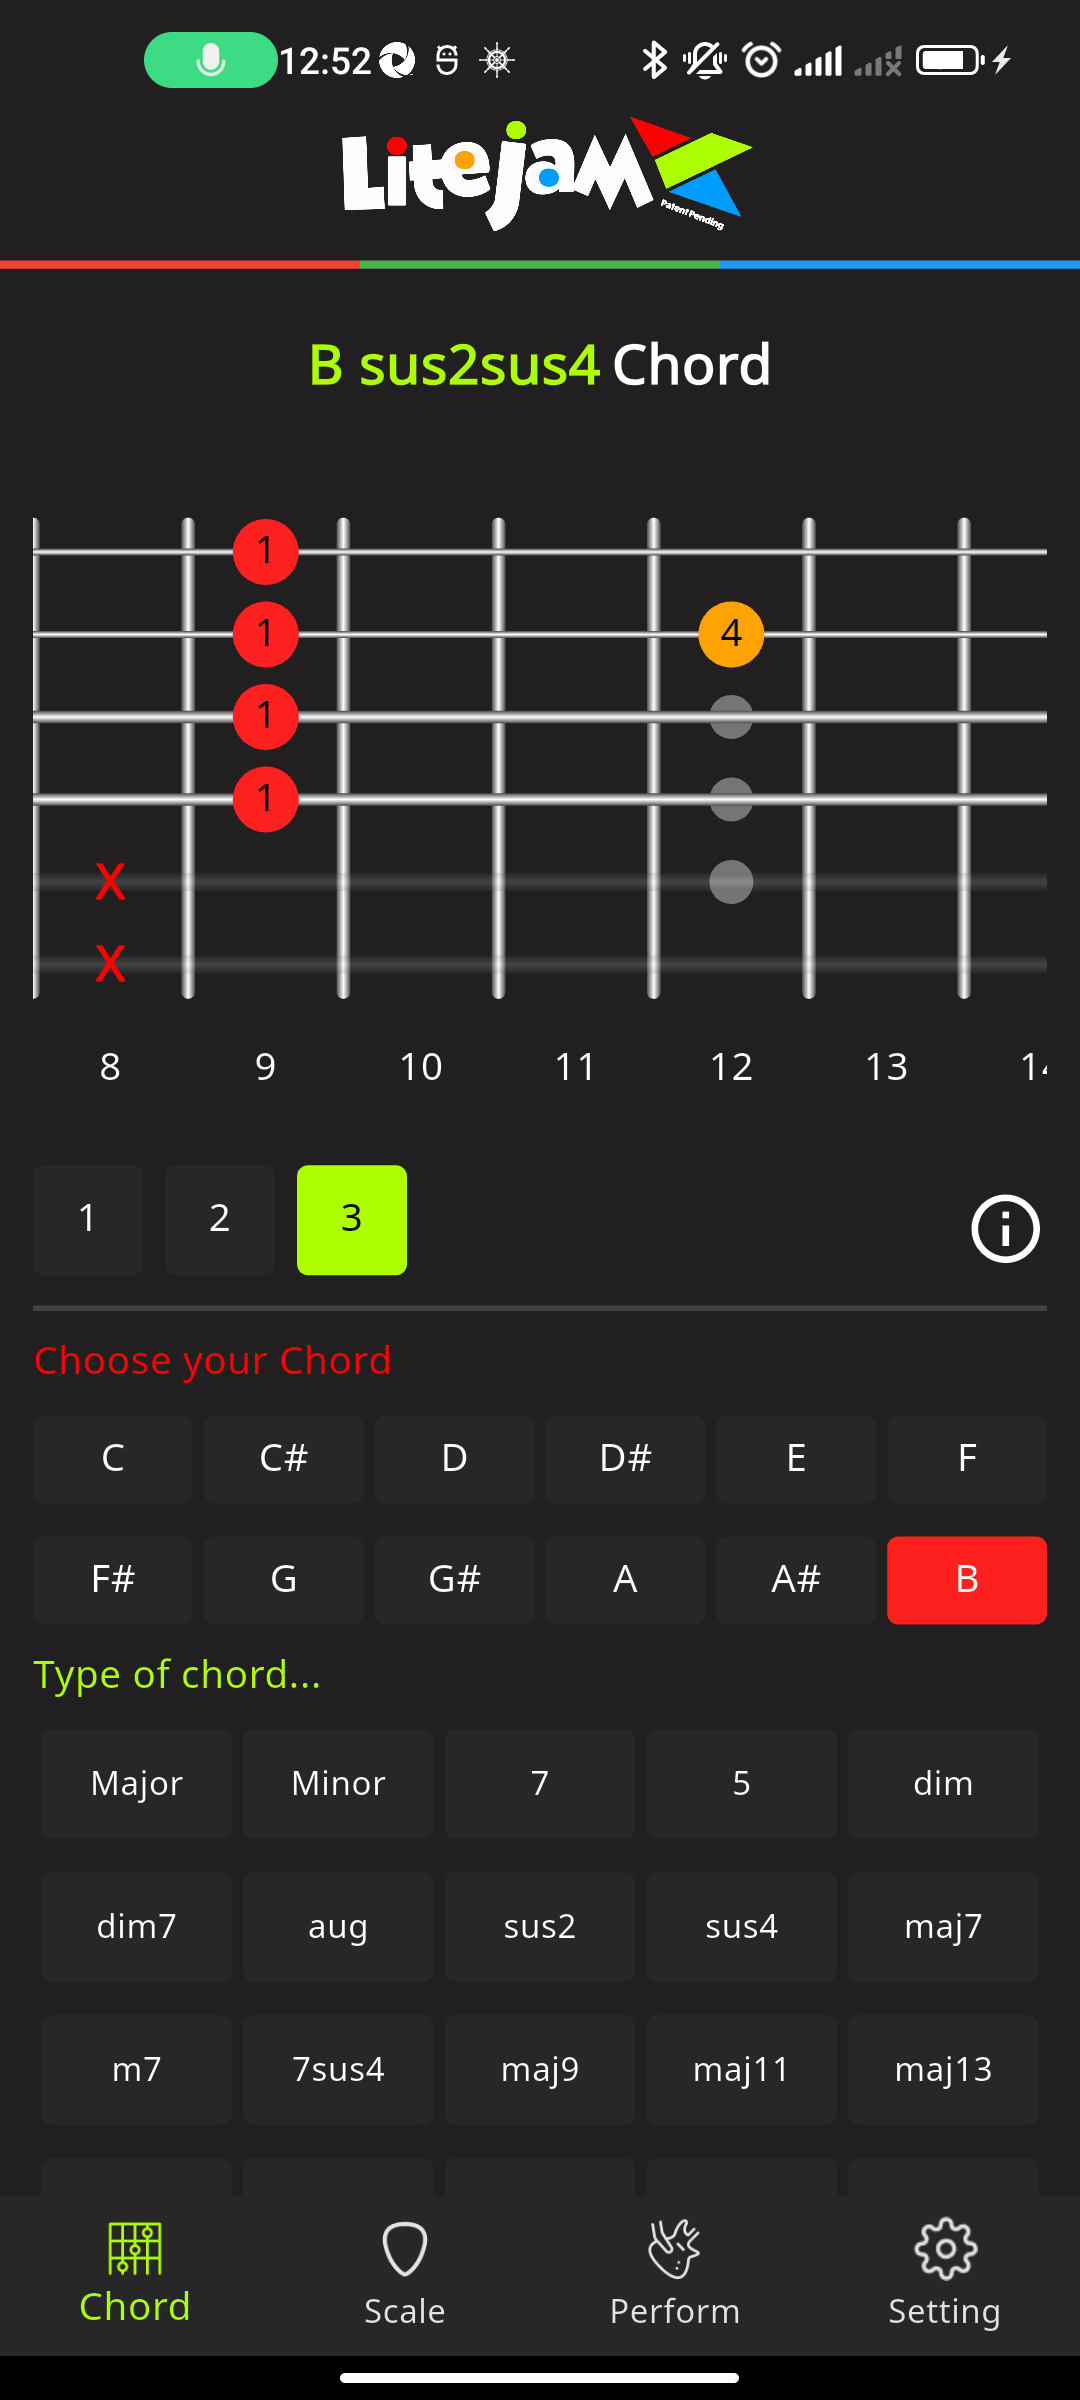 12:52
Litejam
Patent Pending
B sus2sus4 Chord
1
1 4
1
1
X
X
8 9 10 11 12 13
1 2 3
Choose your Chord
C C# D D# E F
F# G G# A A# B
Type of chord...
Major Minor 7 5 dim
dim7 aug sus2 sus4 maj7
m7 7sus4 maj9 maj11 maj13
Chord Scale Perform Setting